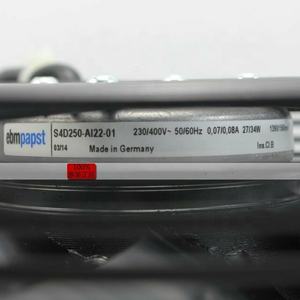 ebmpapst
S4D250-AI22-01 230/400V~ 50/60Hz 0,07/0,08A 27/34W
03/14 Made in Germany Ins.Cl.B
100%